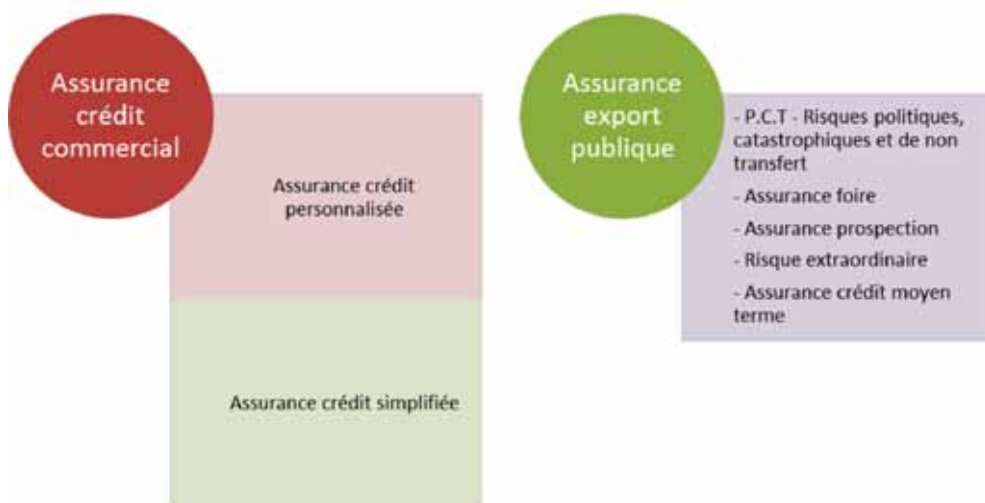 Assurance
crédit
commercial
Assurance crédit
personnalisée
Assurance crédit simplifiée
Assurance
export
publique
- P.C.T - Risques politiques,
catastrophiques et de non
transfert
- Assurance foire
- Assurance prospection
- Risque extraordinaire
- Assurance crédit moyen
terme